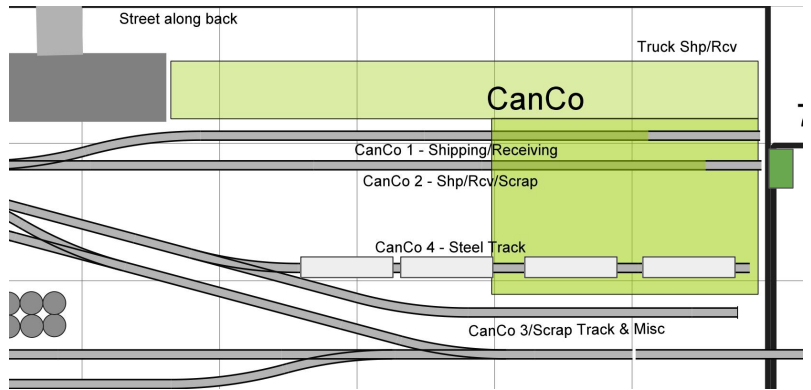 Street along back
Truck Shp/Rcv
CanCo
CanCo 1 - Shipping/Receiving
CanCo 2 - Shp/Rcv/Scrap
CanCo 4 - Steel Track
CanCo 3/Scrap Track & Misc